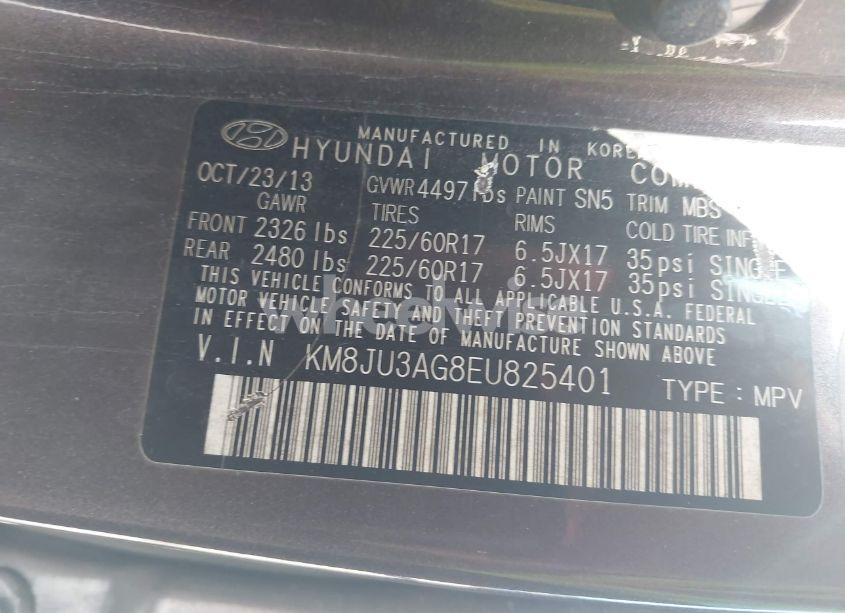 MANUFACTURED IN KOREA
HYUNDAI MOTOR
OCT/23/13 GVWR 4497 lbs PAINT SN5 TRIM MBS
GAWR TIRES RIMS COLD TIRE
FRONT 2326 lbs 225/60R17 6.5JX17 35psi SINGLE
REAR 2480 lbs 225/60R17 6.5JX17 35psi SINGLE
THIS VEHICLE CONFORMS TO ALL APPLICABLE U.S.A. FEDERAL
MOTOR VEHICLE SAFETY AND THEFT PREVENTION STANDARDS
IN EFFECT ON THE DATE OF MANUFACTURE SHOWN ABOVE
V.I.N KM8JU3AG8EU825401 TYPE : MPV